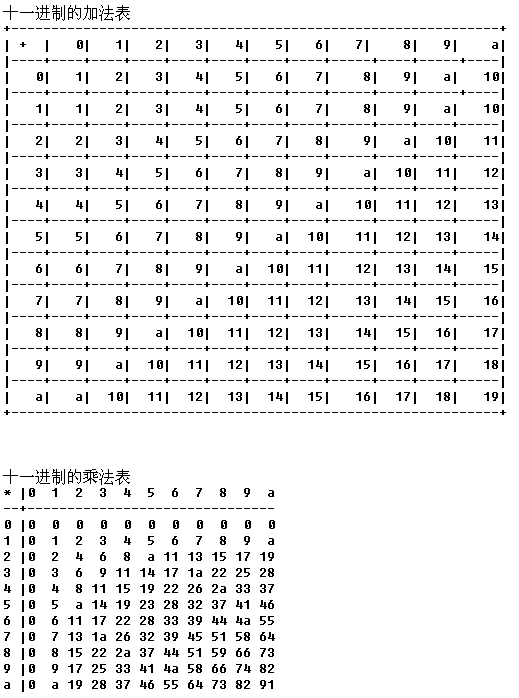 十一进制的加法表
| + | 0| 1| 2| 3| 4| 5| 6| 7| 8| 9| a|
| 0| 1| 2| 3| 4| 5| 6| 7| 8| 9| a| 10|
| 1| 1| 2| 3| 4| 5| 6| 7| 8| 9| a| 10|
| 2| 2| 3| 4| 5| 6| 7| 8| 9| a| 10| 11|
| 3| 3| 4| 5| 6| 7| 8| 9| a| 10| 11| 12|
| 4| 4| 5| 6| 7| 8| 9| a| 10| 11| 12| 13|
| 5| 5| 6| 7| 8| 9| a| 10| 11| 12| 13| 14|
| 6| 6| 7| 8| 9| a| 10| 11| 12| 13| 14| 15|
| 7| 7| 8| 9| a| 10| 11| 12| 13| 14| 15| 16|
| 8| 8| 9| a| 10| 11| 12| 13| 14| 15| 16| 17|
| 9| 9| a| 10| 11| 12| 13| 14| 15| 16| 17| 18|
| a| a| 10| 11| 12| 13| 14| 15| 16| 17| 18| 19|
十一进制的乘法表
* |0 1 2 3 4 5 6 7 8 9 a
0 |0 0 0 0 0 0 0 0 0 0 0
1 |0 1 2 3 4 5 6 7 8 9 a
2 |0 2 4 6 8 a 11 13 15 17 19
3 |0 3 6 9 11 14 17 1a 22 25 28
4 |0 4 8 11 15 19 22 26 2a 33 37
5 |0 5 a 14 19 23 28 32 37 41 46
6 |0 6 11 17 22 28 33 39 44 4a 55
7 |0 7 13 1a 26 32 39 45 51 58 64
8 |0 8 15 22 2a 37 44 51 59 66 73
9 |0 9 17 25 33 41 4a 58 66 74 82
a |0 a 19 28 37 46 55 64 73 82 91